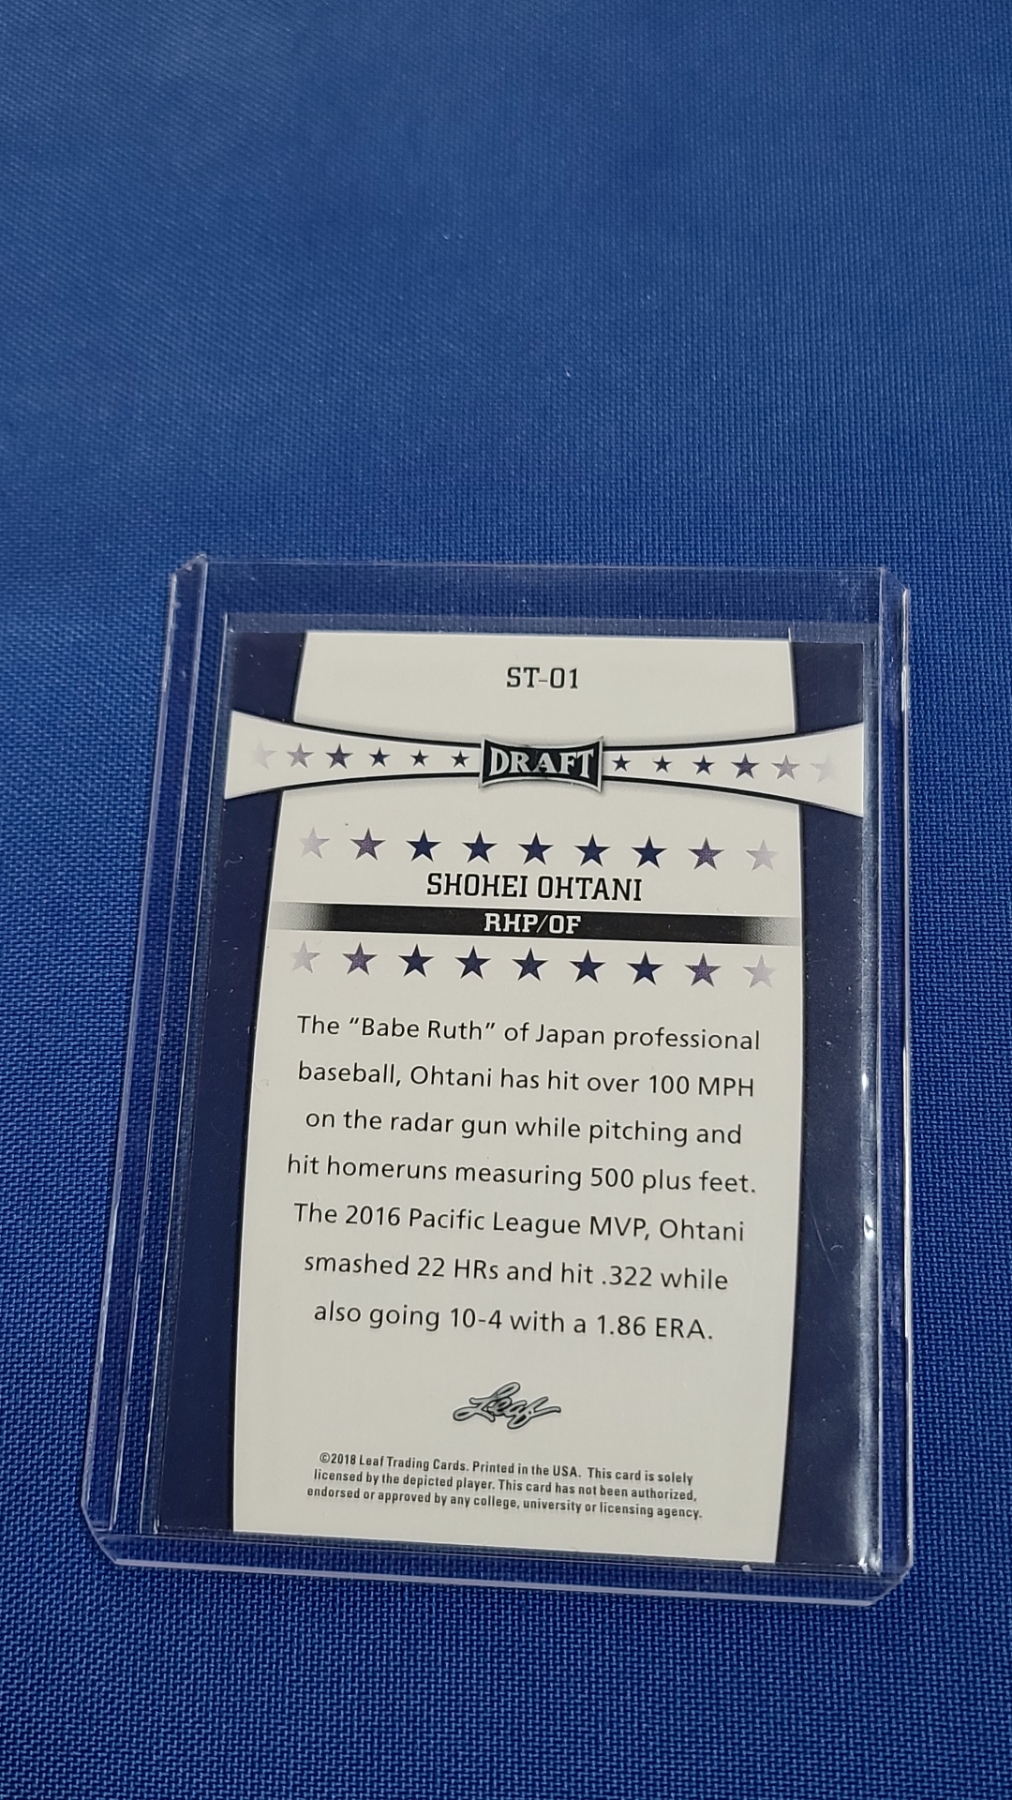 ST-01
DRAFT
SHOHEI OHTANI
RHP/OF
The “Babe Ruth” of Japan professional
baseball, Ohtani has hit over 100 MPH
on the radar gun while pitching and
hit homeruns measuring 500 plus feet.
The 2016 Pacific League MVP, Ohtani
smashed 22 HRs and hit .322 while
also going 10-4 with a 1.86 ERA.
Leaf
©2018 Leaf Trading Cards. Printed in the USA. This card is solely
licensed by the depicted player. This card has not been authorized,
endorsed or approved by any college, university or licensing agency.